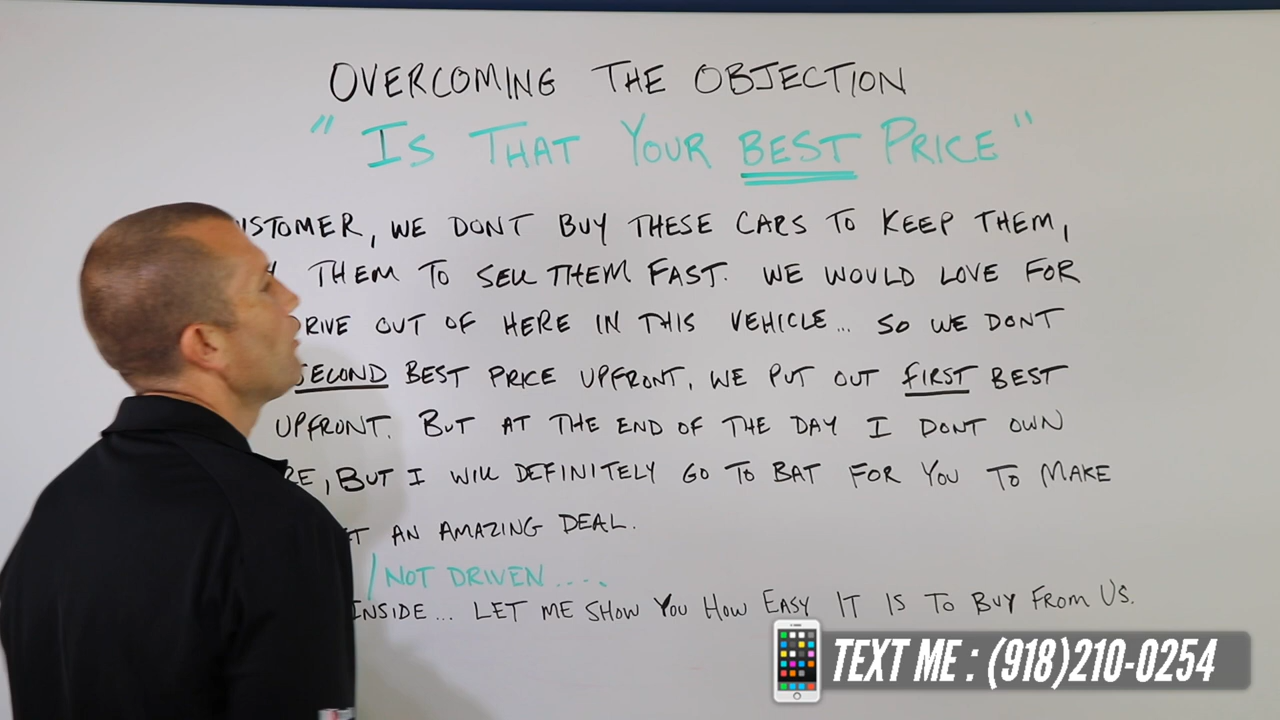 OVERCOMING THE OBJECTION
"IS THAT YOUR BEST PRICE"
USTOMER, WE DONT BUY THESE CARS TO KEEP THEM,
THEM TO SELL THEM FAST. WE WOULD LOVE FOR
DRIVE OUT OF HERE IN THIS VEHICLE... SO WE DONT
SECOND BEST PRICE UPFRONT, WE PUT OUT FIRST BEST
UPFRONT. BUT AT THE END OF THE DAY I DONT OWN
RE, BUT I WILL DEFINITELY GO TO BAT FOR YOU TO MAKE
AN AMAZING DEAL.
/NOT DRIVEN....
INSIDE... LET ME SHOW YOU HOW EASY IT IS TO BUY FROM US.
TEXT ME : (918)210-0254